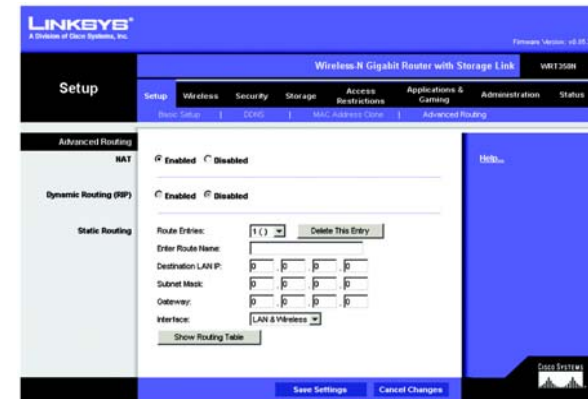 LINKSYS®
A Division of Cisco Systems, Inc.
Firmware Version: v0.05.
Wireless-N Gigabit Router with Storage Link WRT350N
Setup
Setup Wireless Security Storage Access Restrictions Applications & Gaming Administration Status
Basic Setup | DDNS | MAC Address Clone | Advanced Routing
Advanced Routing
NAT Enabled Disabled
Help...
Dynamic Routing (RIP) Enabled Disabled
Static Routing Route Entries: 1 ( ) Delete This Entry
Enter Route Name:
Destination LAN IP: 0 . 0 . 0 . 0
Subnet Mask: 0 . 0 . 0 . 0
Gateway: 0 . 0 . 0 . 0
Interface: LAN & Wireless
Show Routing Table
Save Settings Cancel Changes
Cisco Systems